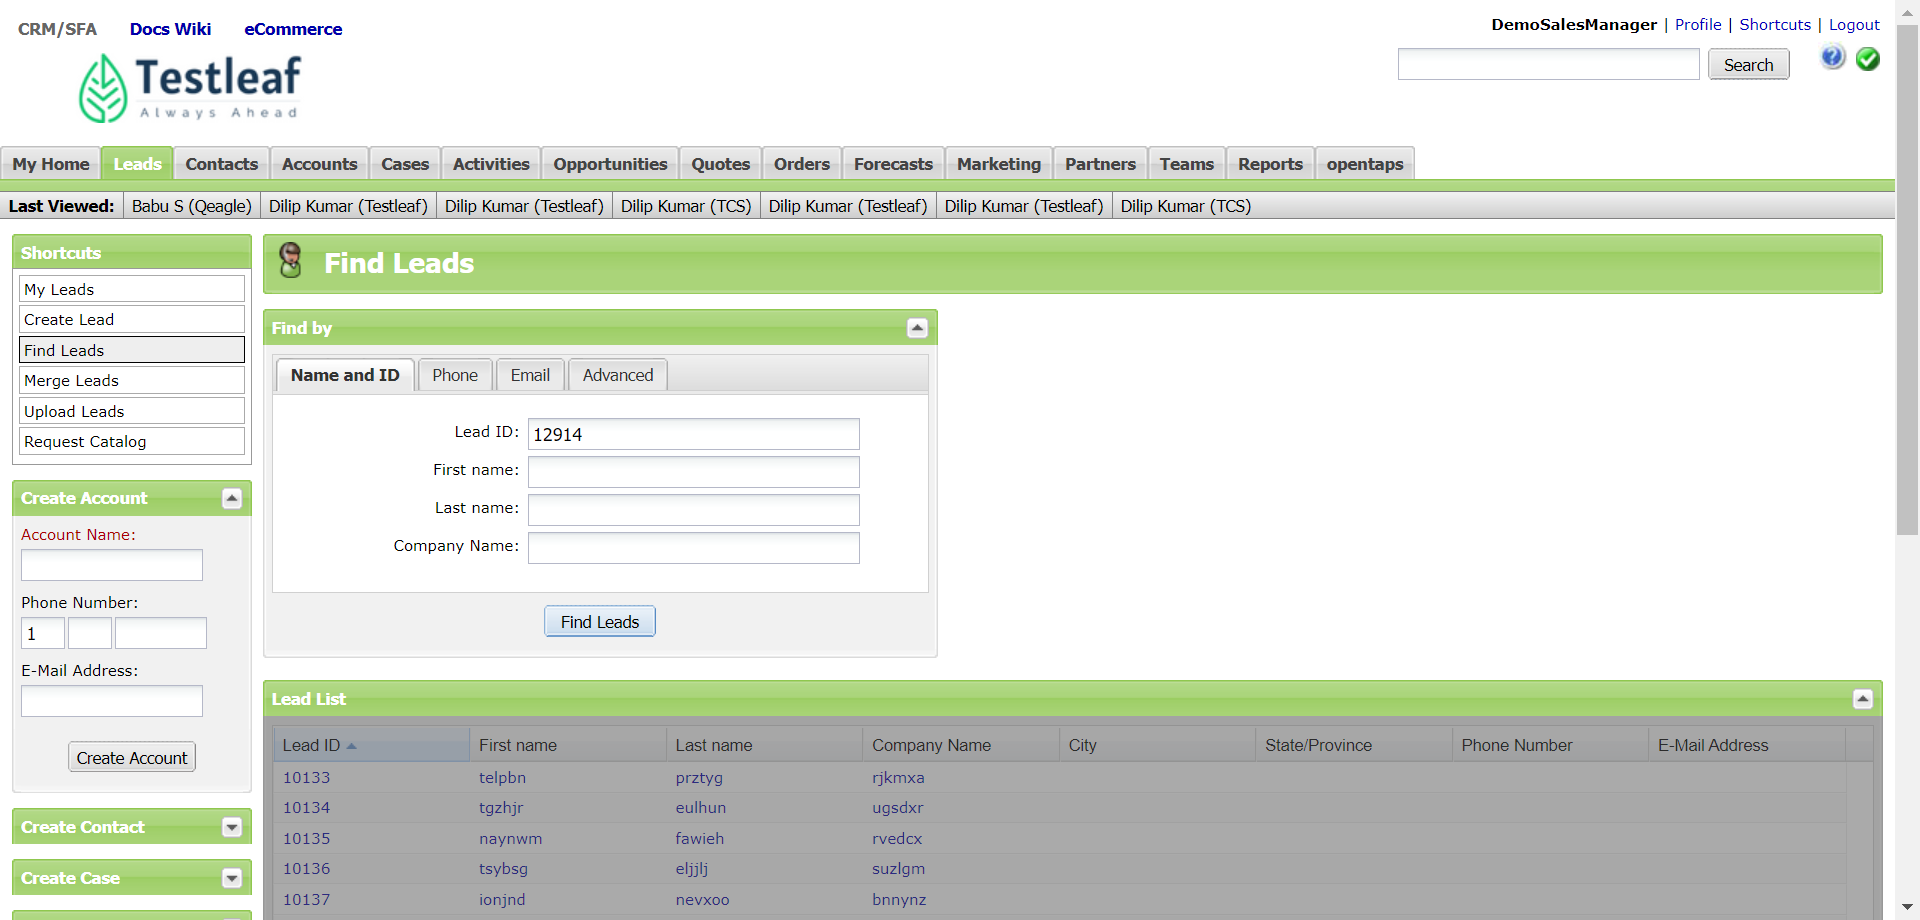 CRM/SFA Docs Wiki eCommerce
DemoSalesManager | Profile | Shortcuts | Logout
Testleaf
Always Ahead
Search
My Home Leads Contacts Accounts Cases Activities Opportunities Quotes Orders Forecasts Marketing Partners Teams Reports opentaps
Last Viewed: Babu S (Qeagle) Dilip Kumar (Testleaf) Dilip Kumar (Testleaf) Dilip Kumar (TCS) Dilip Kumar (Testleaf) Dilip Kumar (Testleaf) Dilip Kumar (TCS)
Shortcuts
My Leads
Create Lead
Find Leads
Merge Leads
Upload Leads
Request Catalog
Create Account
Account Name:
Phone Number:
1
E-Mail Address:
Create Account
Create Contact
Create Case
Find Leads
Find by
Name and ID Phone Email Advanced
Lead ID: 12914
First name:
Last name:
Company Name:
Find Leads
Lead List
Lead ID First name Last name Company Name City State/Province Phone Number E-Mail Address
10133 telpbn prztyg rjkmxa
10134 tgzhjr eulhun ugsdxr
10135 naynwm fawieh rvedcx
10136 tsybsg eljjlj suzlgm
10137 ionjnd nevxoo bnnynz